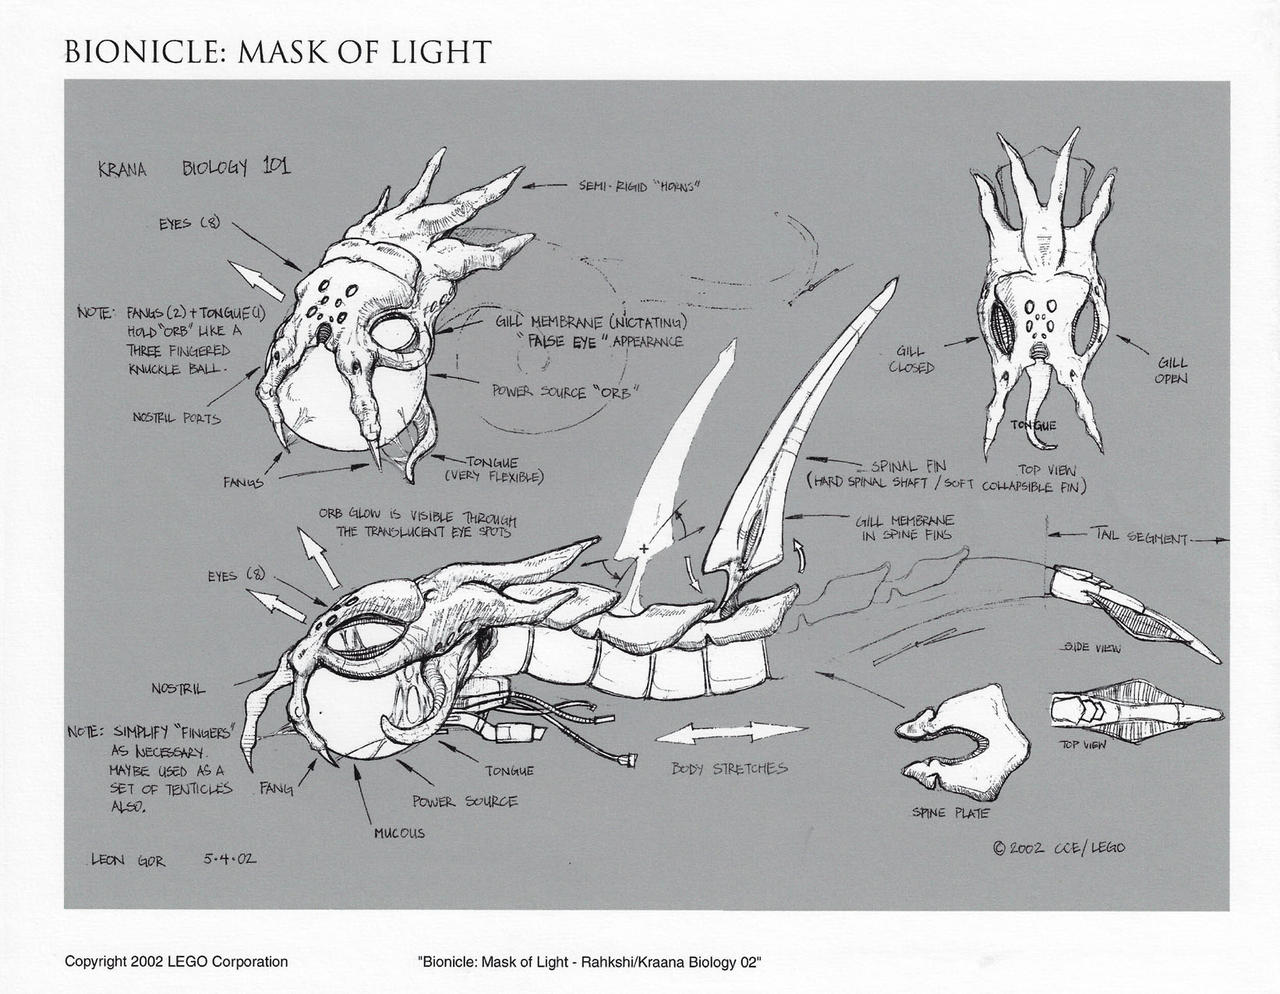 BIONICLE: MASK OF LIGHT
KRANA BIOLOGY 101
SEMI-RIGID "HORNS"
EYES (8)
NOTE: FANGS (2) + TONGUE (1)
HOLD "ORB" LIKE A
THREE FINGERED
KNUCKLE BALL.
GILL MEMBRANE (NICTATING)
"FALSE EYE" APPEARANCE
POWER SOURCE "ORB"
NOSTRIL PORTS
FANGS
TONGUE
(VERY FLEXIBLE)
GILL
CLOSED
GILL
OPEN
TONGUE
TOP VIEW
SPINAL FIN
(HARD SPINAL SHAFT / SOFT COLLAPSIBLE FIN)
ORB GLOW IS VISIBLE THROUGH
THE TRANSLUCENT EYE SPOTS
GILL MEMBRANE
IN SPINE FINS
TAIL SEGMENT
EYES (8)
SIDE VIEW
NOSTRIL
NOTE: SIMPLIFY "FINGERS"
AS NECESSARY.
MAYBE USED AS A
SET OF TENTICLES
ALSO.
FANG
TONGUE
POWER SOURCE
MUCOUS
BODY STRETCHES
TOP VIEW
SPINE PLATE
LEON GOR 5.4.02
© 2002 CCE/LEGO
Copyright 2002 LEGO Corporation
"Bionicle: Mask of Light - Rahkshi/Kraana Biology 02"